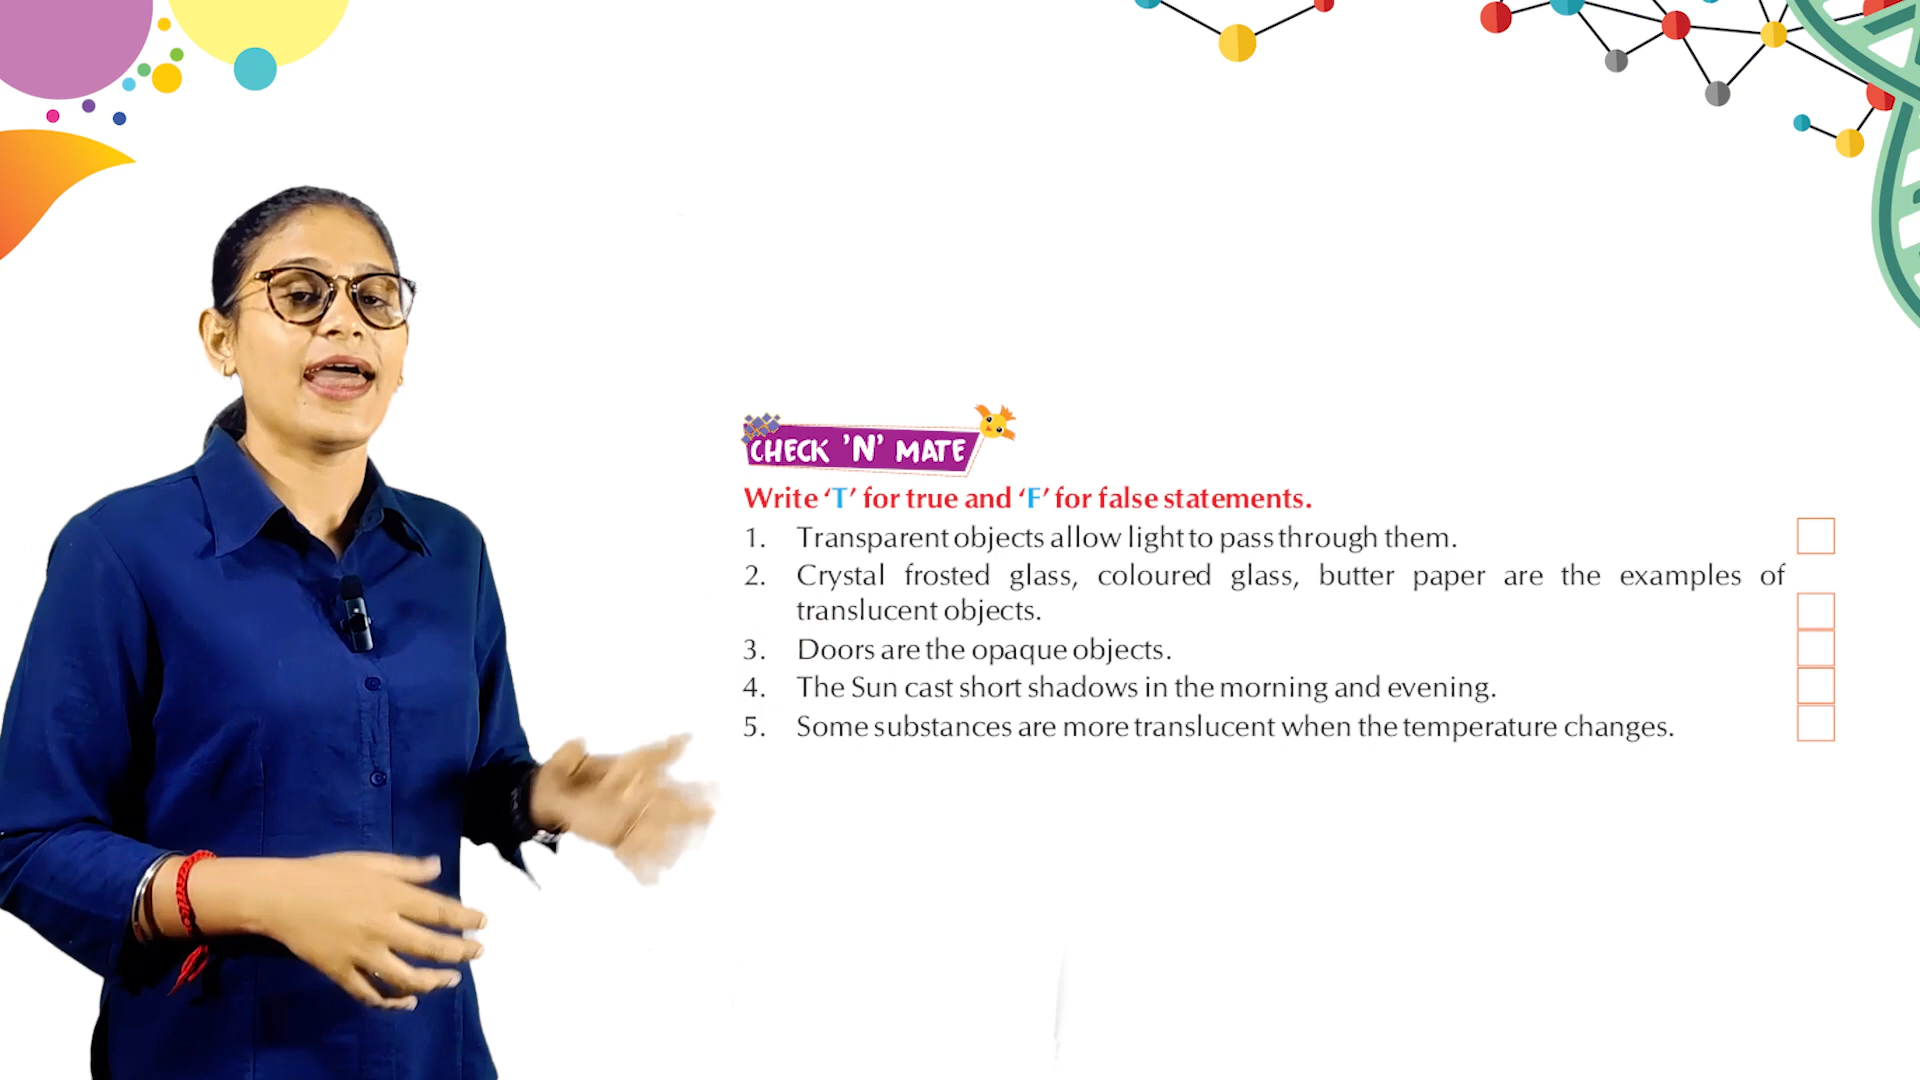 CHECK 'N' MATE
Write ‘T’ for true and ‘F’ for false statements.
1. Transparent objects allow light to pass through them.
2. Crystal frosted glass, coloured glass, butter paper are the examples of
translucent objects.
3. Doors are the opaque objects.
4. The Sun cast short shadows in the morning and evening.
5. Some substances are more translucent when the temperature changes.